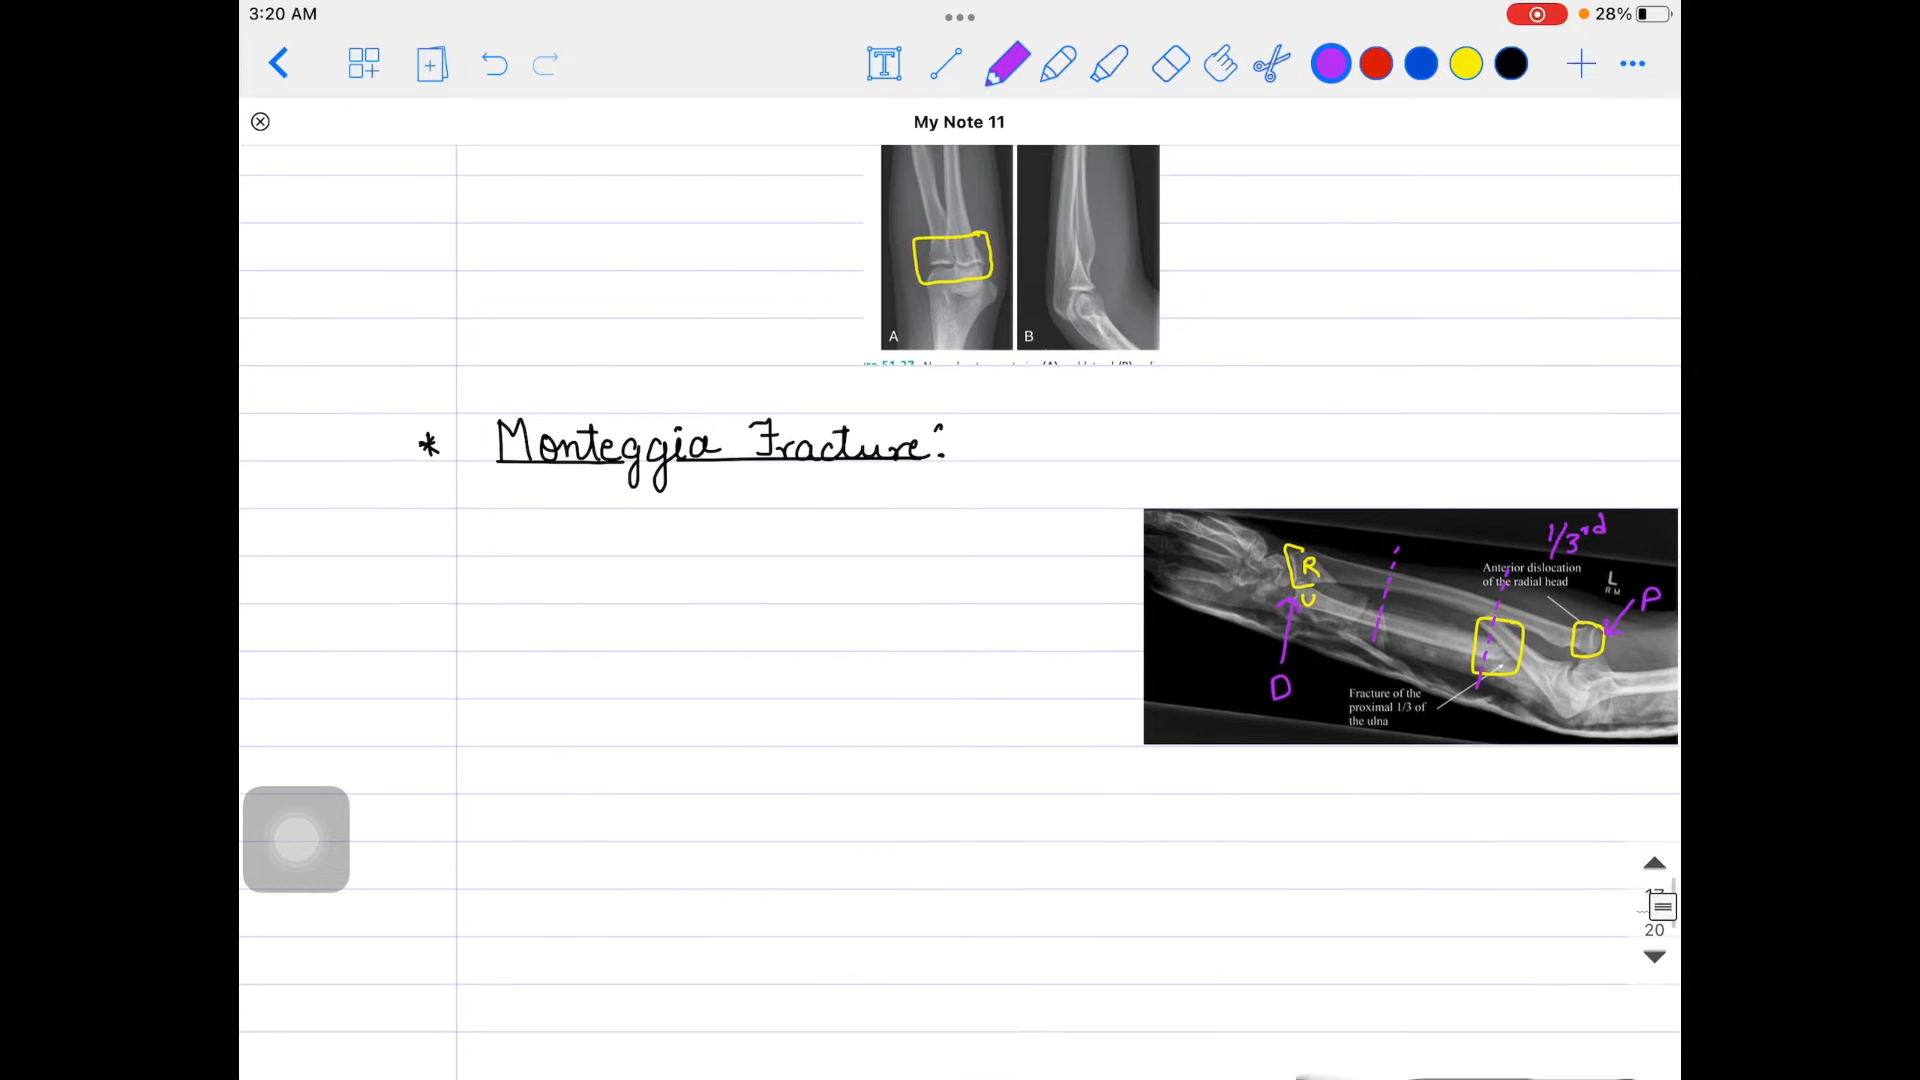 3:20 AM
28%
T
My Note 11
A
B
* Monteggia Fracture:
1/3rd
Anterior dislocation
of the radial head
L
R M
R
U
P
D
Fracture of the
proximal 1/3 of
the ulna
17
20